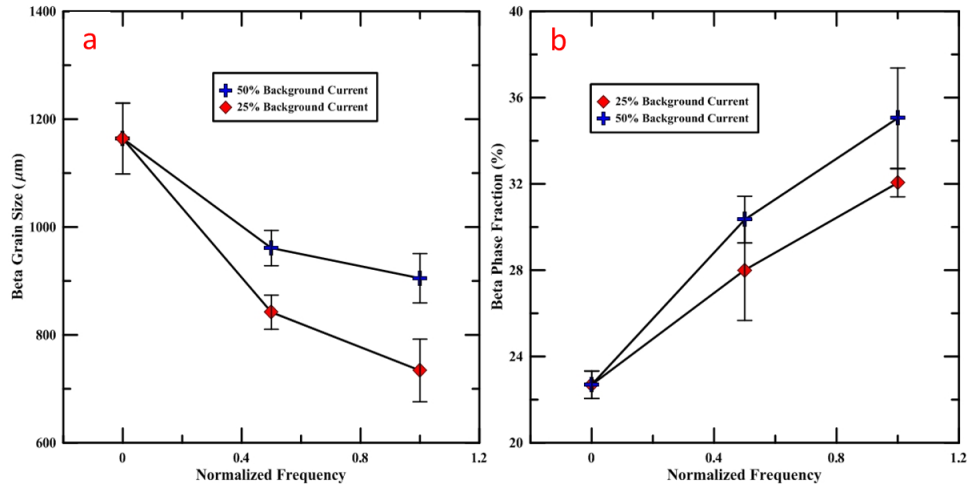 a
1400
1200
1000
800
600
Beta Grain Size (μm)
50% Background Current
25% Background Current
0
0.4
0.8
1.2
Normalized Frequency
b
40
36
32
28
24
20
Beta Phase Fraction (%)
25% Background Current
50% Background Current
0
0.4
0.8
1.2
Normalized Frequency